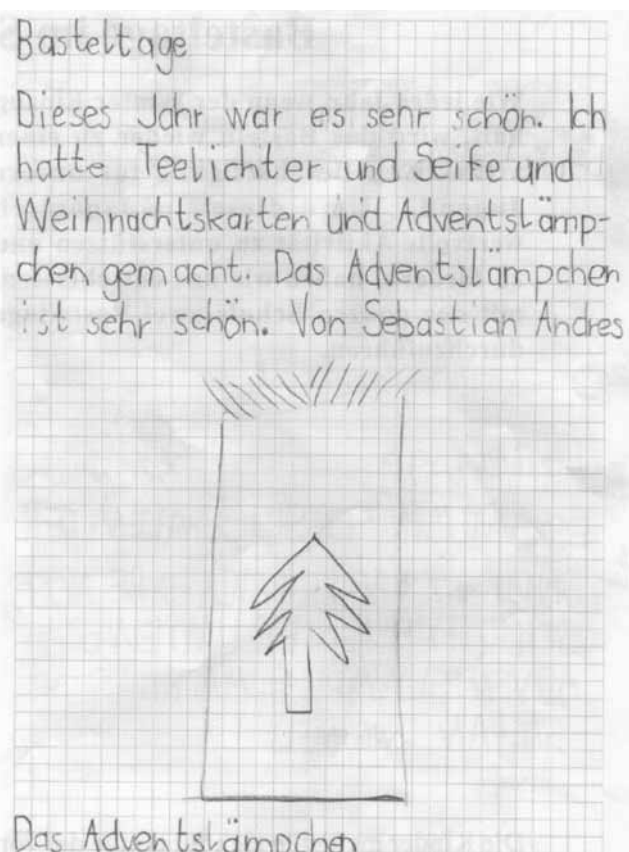 Basteltage
Dieses Jahr war es sehr schön. Ich
hatte Teelichter und Seife und
Weihnachtskarten und Adventslämp-
chen gemacht. Das Adventslämpchen
ist sehr schön. Von Sebastian Andres
Das Adventslämpchen